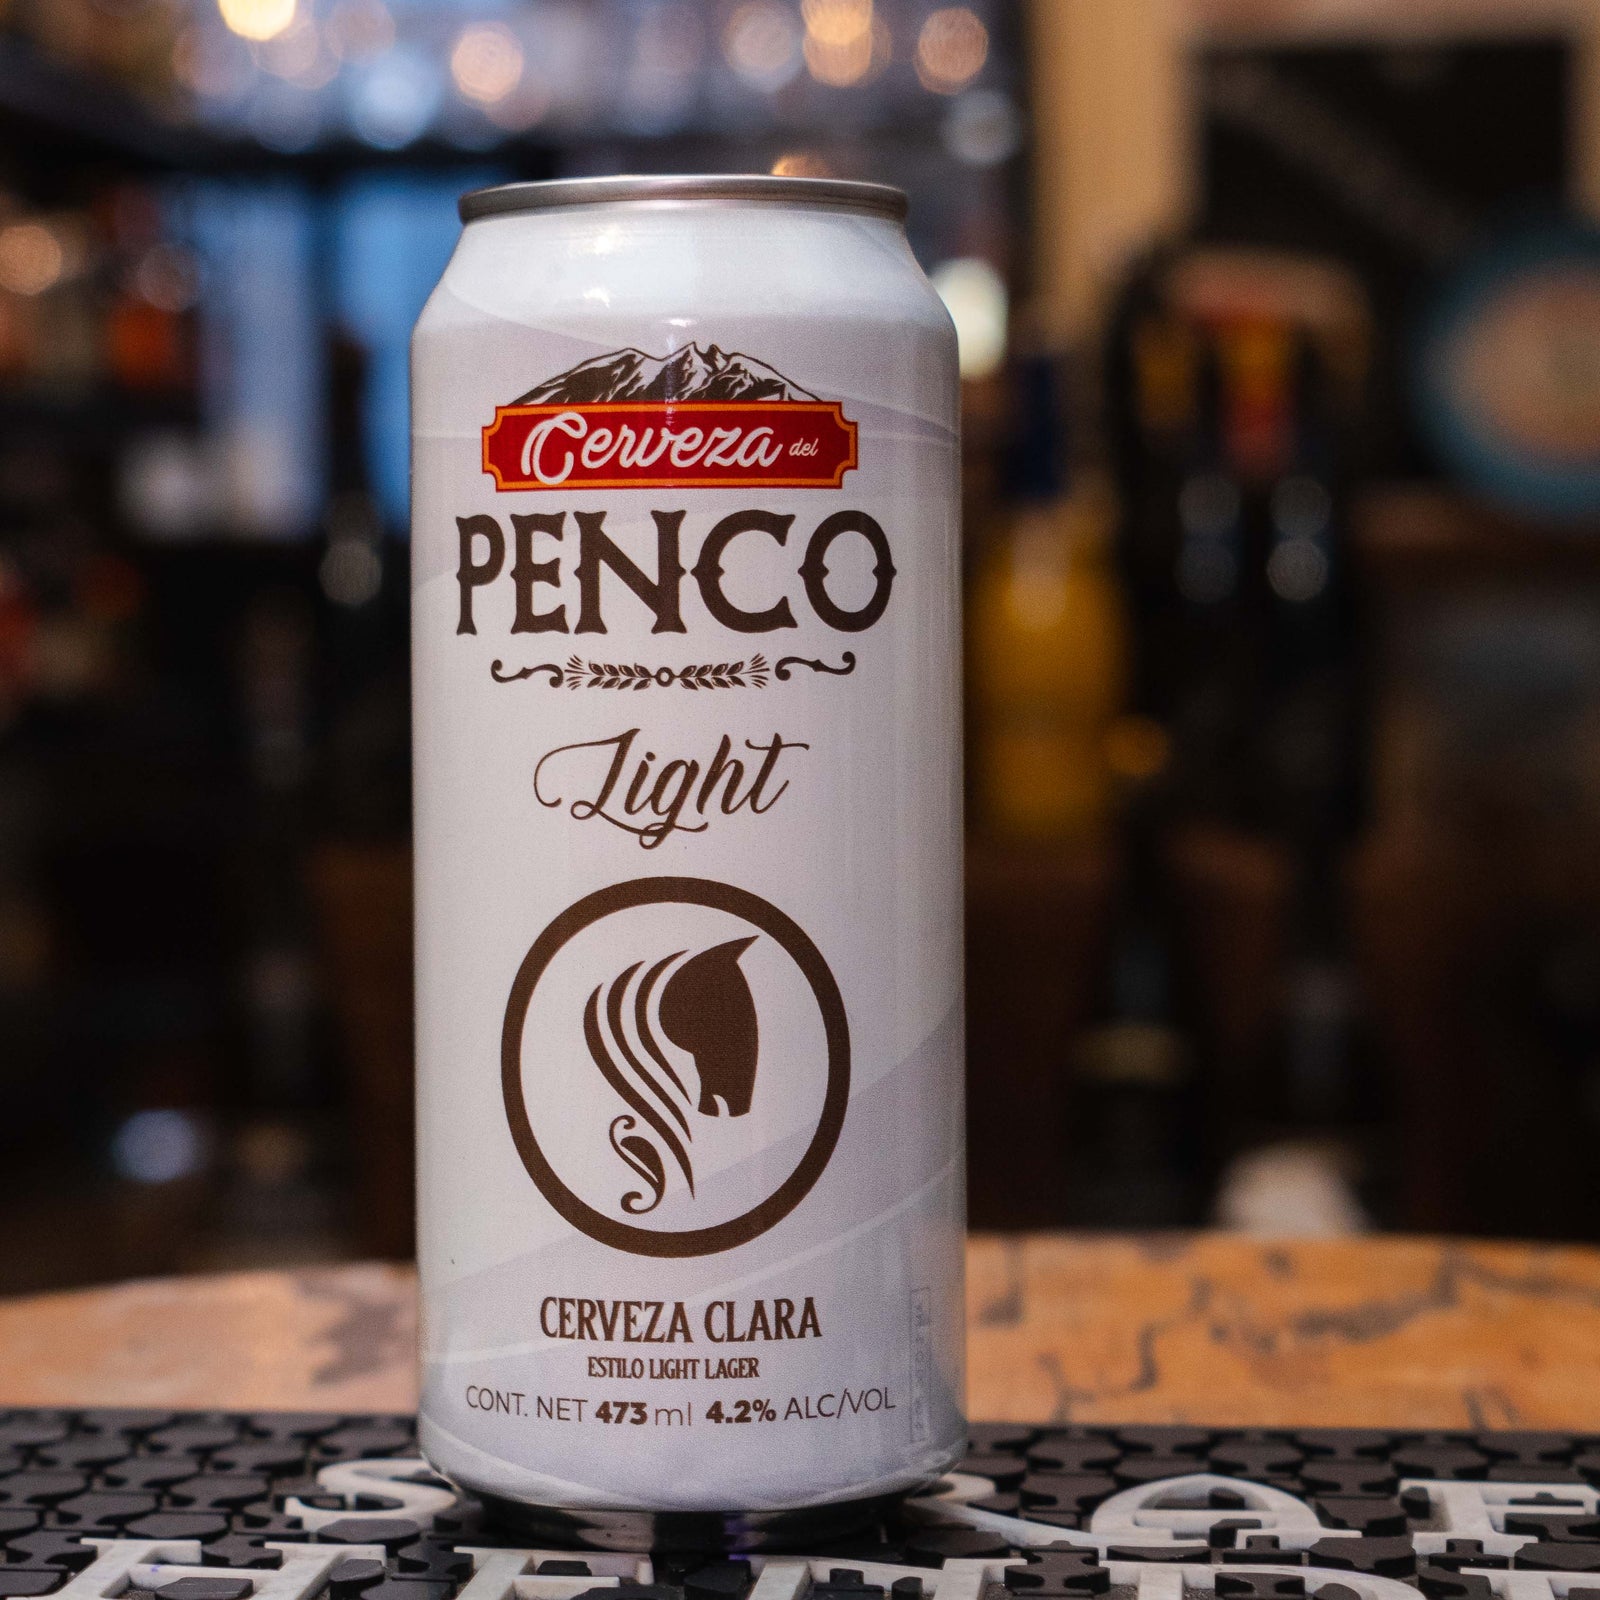 Cerveza del
PENCO
Light
CERVEZA CLARA
ESTILO LIGHT LAGER
CONT. NET 473 ml 4.2% ALC/VOL